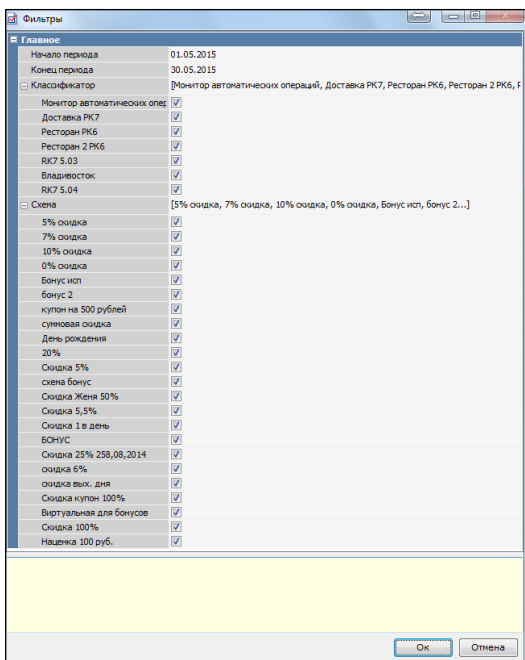 Фильтры
Главное
Начало периода 01.05.2015
Конец периода 30.05.2015
Классификатор [Монитор автоматических операций, Доставка РК7, Ресторан РК6, Ресторан 2 РК6, F
Монитор автоматических опер
Доставка РК7
Ресторан РК6
Ресторан 2 РК6
RK7 5.03
Владивосток
RK7 5.04
Схема [5% скидка, 7% скидка, 10% скидка, 0% скидка, Бонус исп, бонус 2...]
5% скидка
7% скидка
10% скидка
0% скидка
Бонус исп
бонус 2
купон на 500 рублей
суммовая скидка
День рождения
20%
Скидка 5%
схема бонус
Скидка Женя 50%
Скидка 5,5%
Скидка 1 в день
БОНУС
Скидка 25% 258,08,2014
скидка 6%
скидка вых. дня
Скидка купон 100%
Виртуальная для бонусов
Скидка 100%
Наценка 100 руб.
Ок Отмена